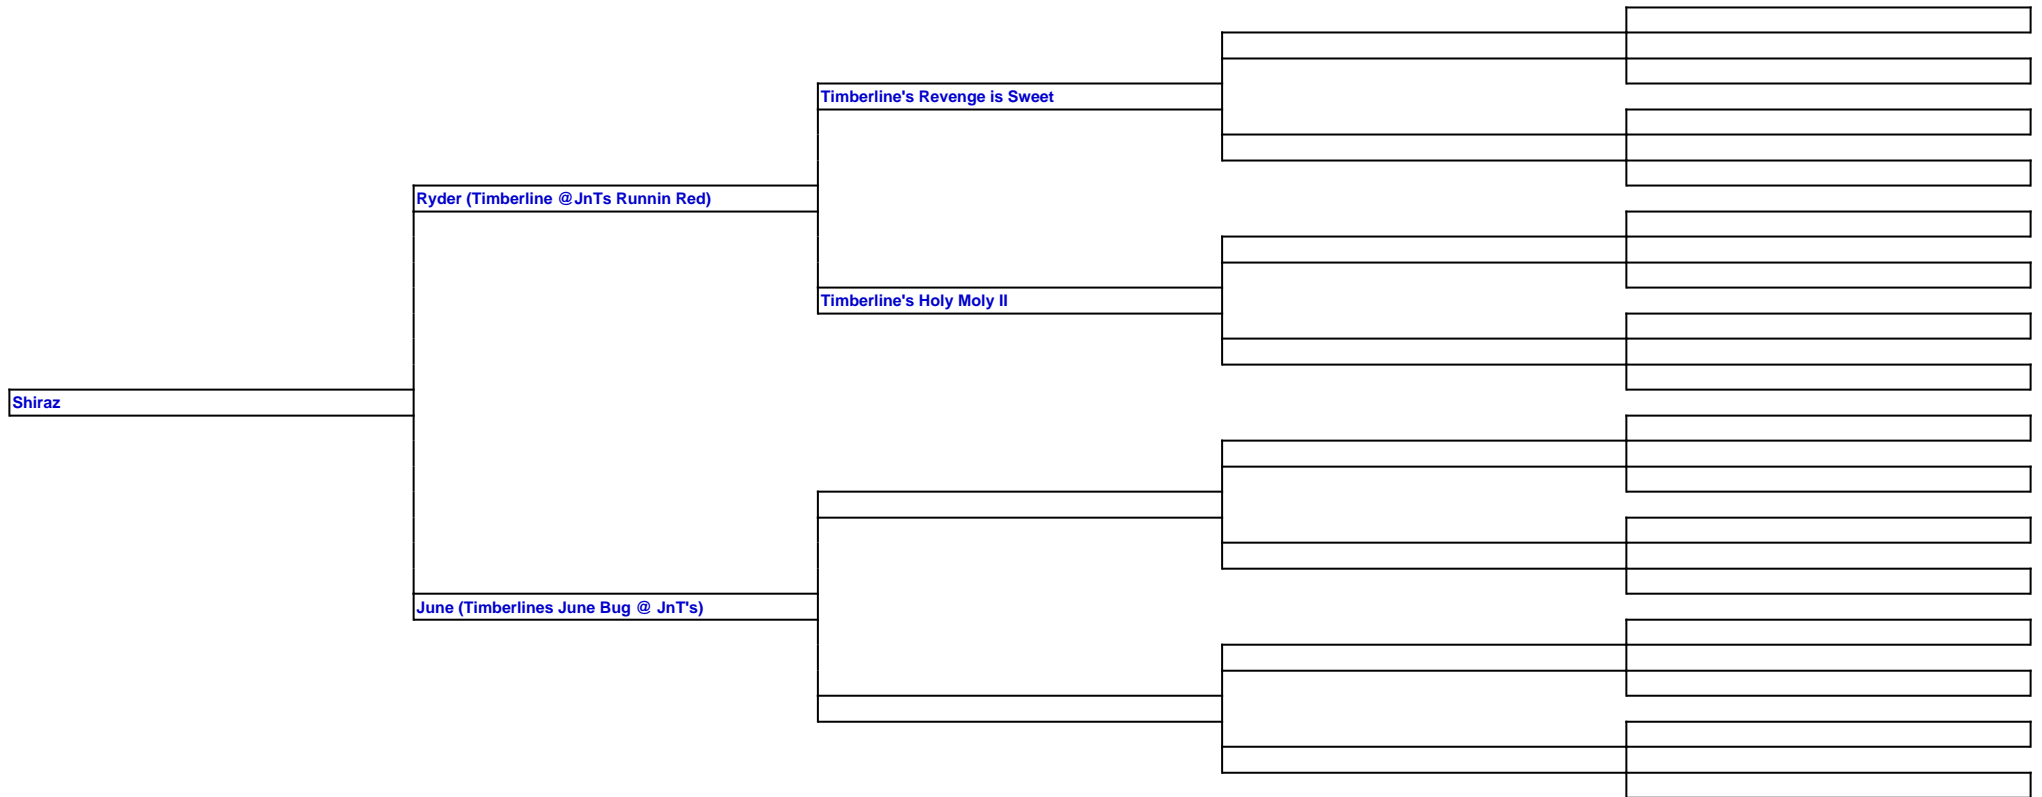 Timberline's Revenge is Sweet
Ryder (Timberline @JnTs Runnin Red)
Timberline's Holy Moly II
Shiraz
June (Timberlines June Bug @ JnT's)